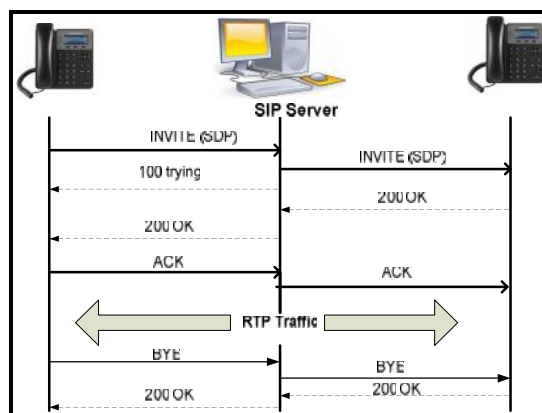 SIP Server
INVITE (SDP)
INVITE (SDP)
100 trying
200 OK
200 OK
ACK
ACK
RTP Traffic
BYE
BYE
200 OK
200 OK